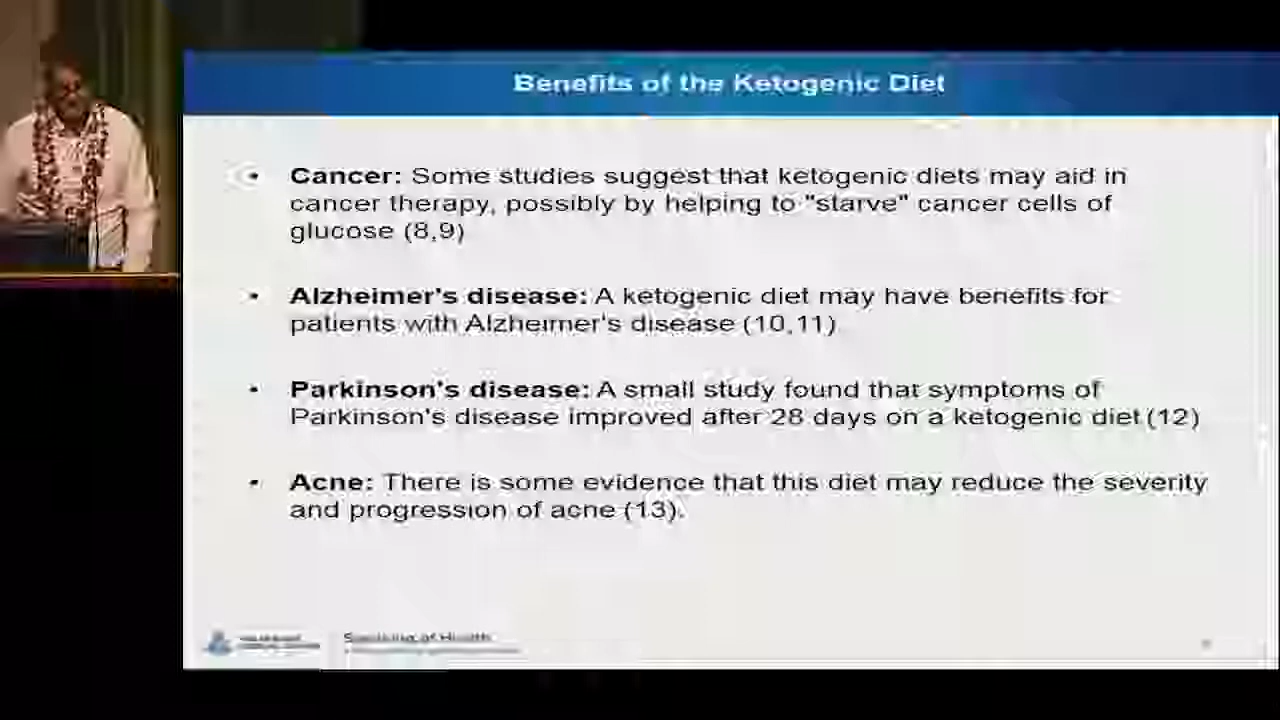 Benefits of the Ketogenic Diet
• Cancer: Some studies suggest that ketogenic diets may aid in
cancer therapy, possibly by helping to "starve" cancer cells of
glucose (8,9)
• Alzheimer's disease: A ketogenic diet may have benefits for
patients with Alzheimer's disease (10,11)
• Parkinson's disease: A small study found that symptoms of
Parkinson's disease improved after 28 days on a ketogenic diet (12)
• Acne: There is some evidence that this diet may reduce the severity
and progression of acne (13).
Speaking of Health